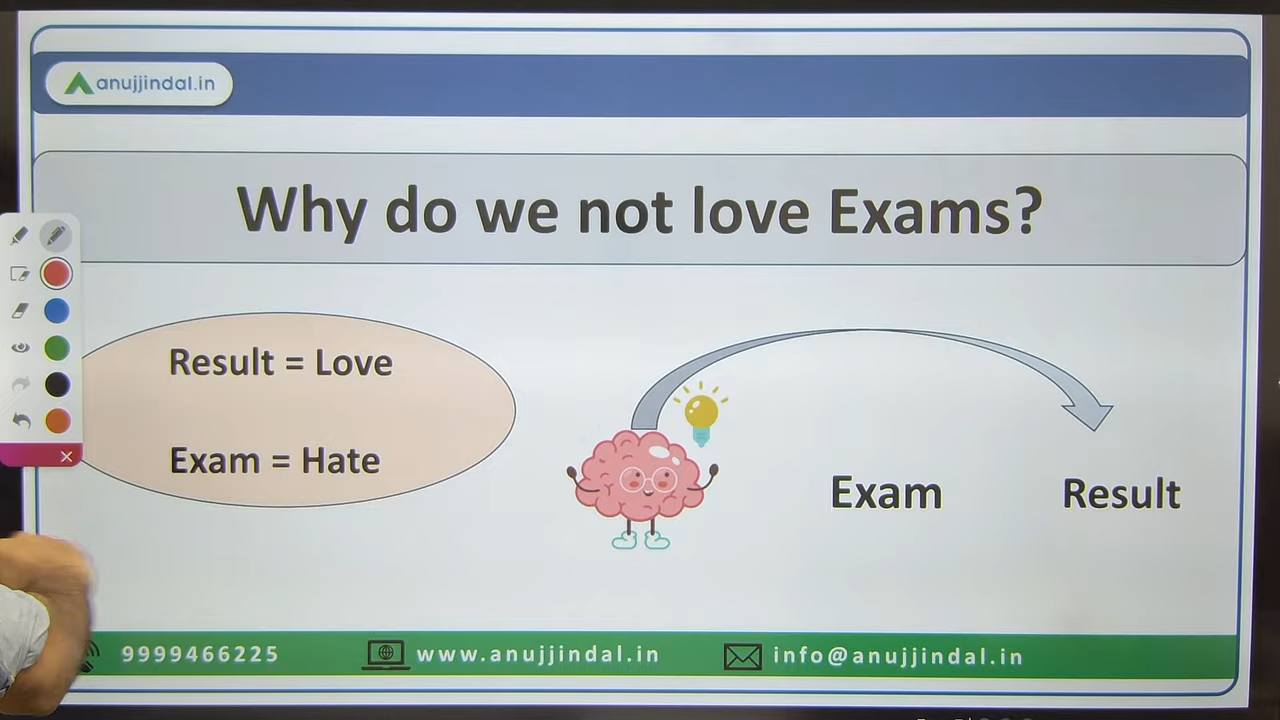 anujjindal.in
Why do we not love Exams?
Result = Love
Exam = Hate
Exam
Result
9999466225
www.anujjindal.in
info@anujjindal.in